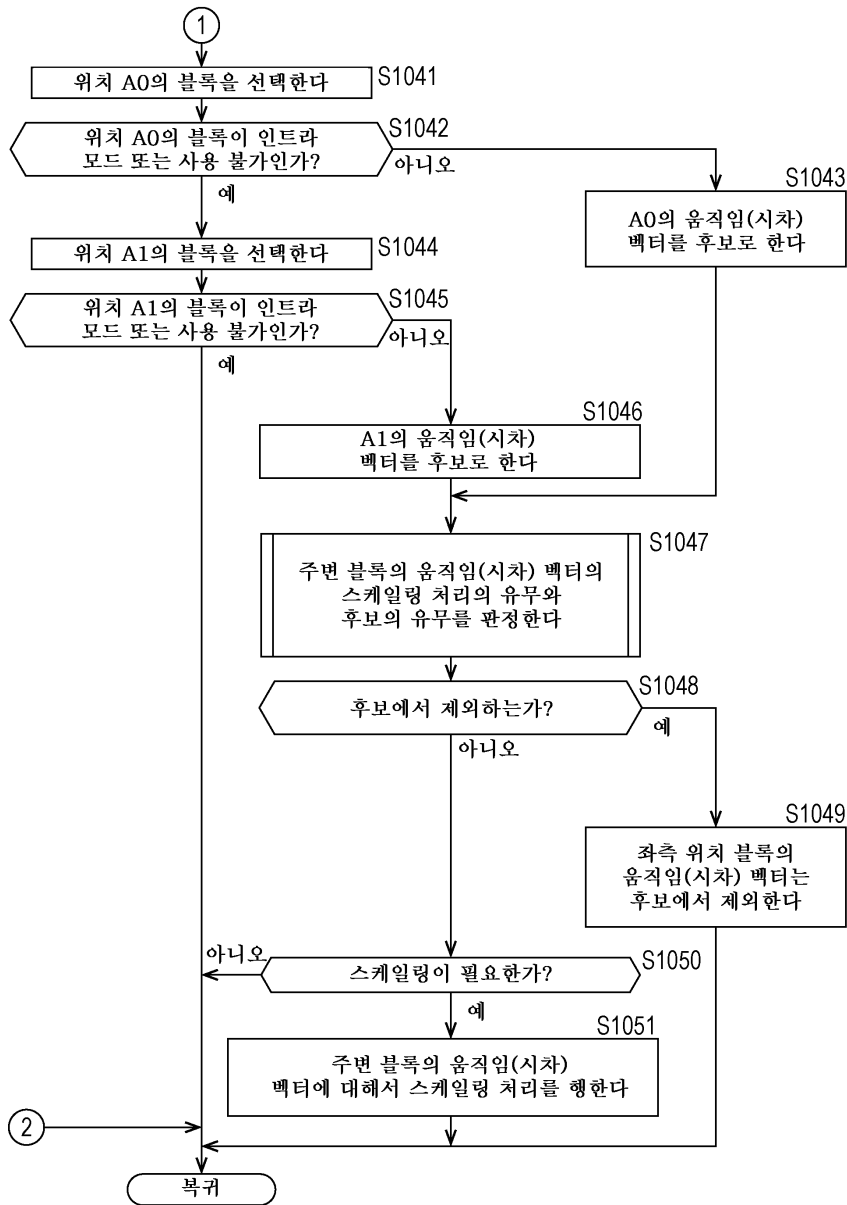 1
위치 A0의 블록을 선택한다
S1041
위치 A0의 블록이 인트라
모드 또는 사용 불가인가?
S1042
아니오
예
S1043
A0의 움직임(시차)
벡터를 후보로 한다
위치 A1의 블록을 선택한다
S1044
위치 A1의 블록이 인트라
모드 또는 사용 불가인가?
S1045
아니오
예
S1046
A1의 움직임(시차)
벡터를 후보로 한다
S1047
주변 블록의 움직임(시차) 벡터의
스케일링 처리의 유무와
후보의 유무를 판정한다
S1048
후보에서 제외하는가?
예
아니오
S1049
좌측 위치 블록의
움직임(시차) 벡터는
후보에서 제외한다
아니오
스케일링이 필요한가?
S1050
예
S1051
주변 블록의 움직임(시차)
벡터에 대해서 스케일링 처리를 행한다
2
복귀